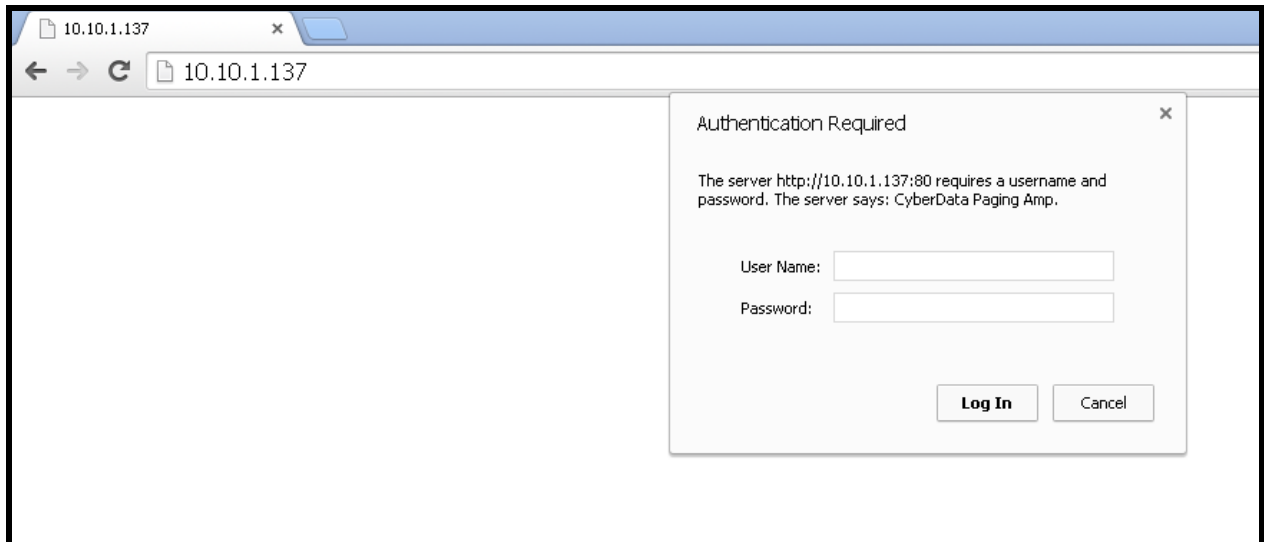 10.10.1.137
10.10.1.137
Authentication Required
The server http://10.10.1.137:80 requires a username and
password. The server says: CyberData Paging Amp.
User Name:
Password:
Log In Cancel